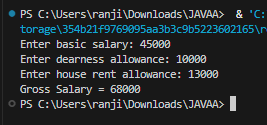 PS C:\Users\ranji\Downloads\JAVAA>  & 'C:
torage\354b21f9769095aa3b3c9b5223602165\r
Enter basic salary: 45000
Enter dearness allowance: 10000
Enter house rent allowance: 13000
Gross Salary = 68000
PS C:\Users\ranji\Downloads\JAVAA>